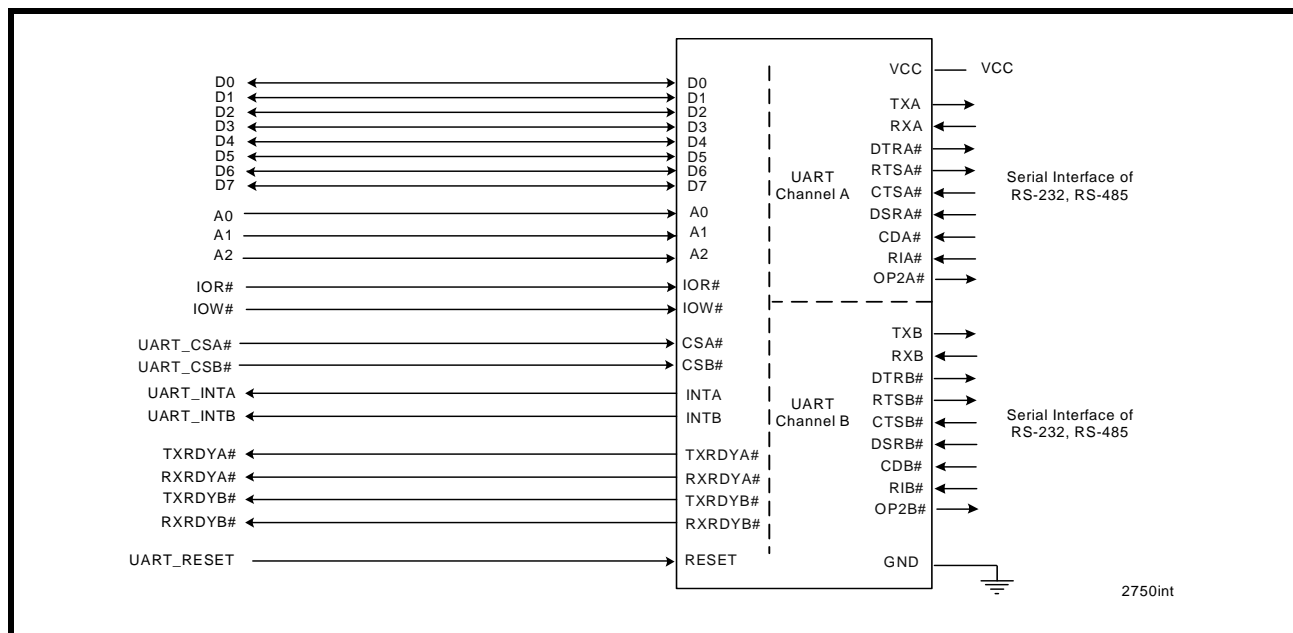 D0
D1
D2
D3
D4
D5
D6
D7
A0
A1
A2
IOR#
IOW#
UART_CSA#
UART_CSB#
UART_INTA
UART_INTB
TXRDYA#
RXRDYA#
TXRDYB#
RXRDYB#
UART_RESET
D0
D1
D2
D3
D4
D5
D6
D7
A0
A1
A2
IOR#
IOW#
CSA#
CSB#
INTA
INTB
TXRDYA#
RXRDYA#
TXRDYB#
RXRDYB#
RESET
UART
Channel A
UART
Channel B
VCC
TXA
RXA
DTRA#
RTSA#
CTSA#
DSRA#
CDA#
RIA#
OP2A#
TXB
RXB
DTRB#
RTSB#
CTSB#
DSRB#
CDB#
RIB#
OP2B#
GND
VCC
Serial Interface of
RS-232, RS-485
Serial Interface of
RS-232, RS-485
2750int